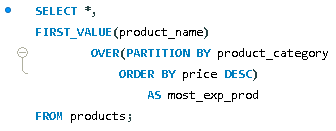 SELECT *,
FIRST_VALUE(product_name)
OVER(PARTITION BY product_category
ORDER BY price DESC)
AS most_exp_prod
FROM products;